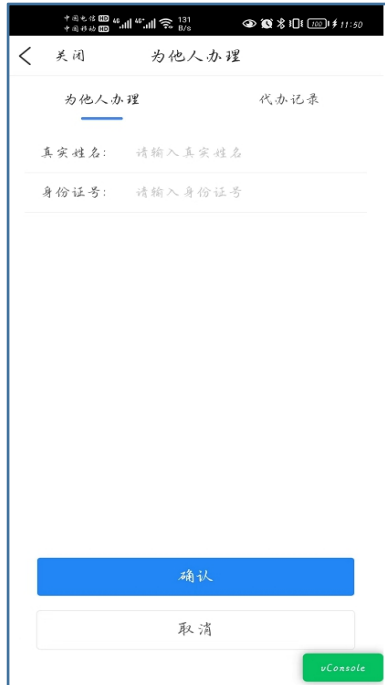 中国电信 HD 4G 4G+ 131 100 11:50
中国移动 HD B/s
关闭 为他人办理
为他人办理 代办记录
真实姓名: 请输入真实姓名
身份证号: 请输入身份证号
确认
取消
vConsole